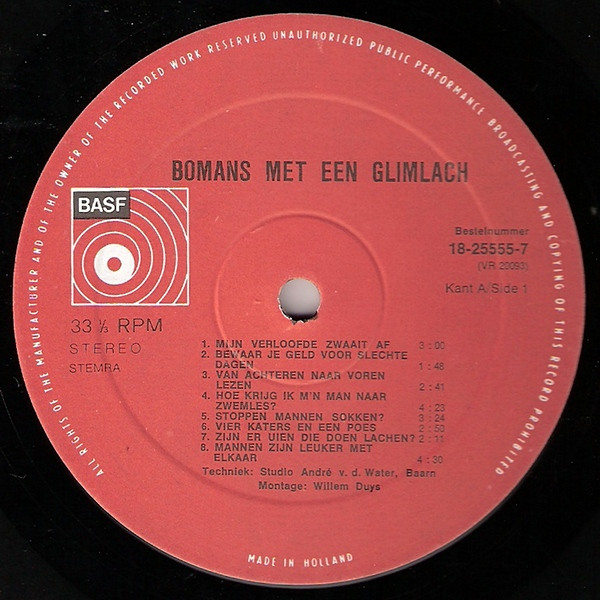 ALL RIGHTS OF THE MANUFACTURER AND OF THE OWNER OF THE RECORDED WORK RESERVED UNAUTHORIZED PUBLIC PERFORMANCE BROADCASTING AND COPYING OF THIS RECORD PROHIBITED
BOMANS MET EEN GLIMLACH
BASF
Bestelnummer
18-25555-7
(VR 20093)
Kant A/Side 1
33 ⅓ RPM
STEREO
STEMRA
1. MIJN VERLOOFDE ZWAAIT AF 3:00
2. BEWAAR JE GELD VOOR SLECHTE
DAGEN 1:48
3. VAN ACHTEREN NAAR VOREN
LEZEN 2:41
4. HOE KRIJG IK M'N MAN NAAR
ZWEMLES? 4:23
5. STOPPEN MANNEN SOKKEN? 3:24
6. VIER KATERS EN EEN POES 2:50
7. ZIJN ER UIEN DIE DOEN LACHEN? 2:11
8. MANNEN ZIJN LEUKER MET
ELKAAR 4:30
Techniek: Studio André v.d. Water, Baarn
Montage: Willem Duys
MADE IN HOLLAND